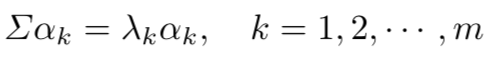 Σα_k = λ_kα_k, k = 1, 2, ⋯, m